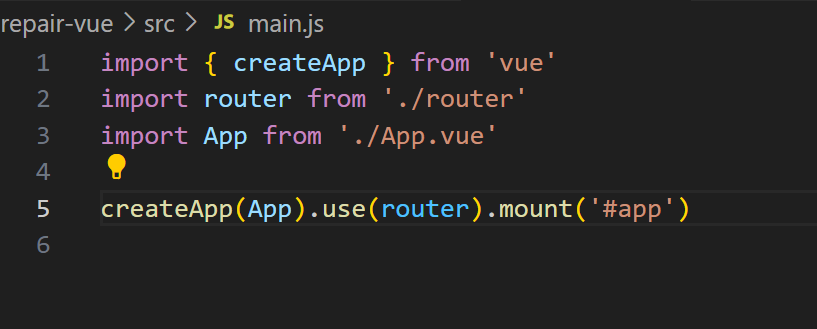 repair-vue > src > JS main.js
1 import { createApp } from 'vue'
2 import router from './router'
3 import App from './App.vue'
4
5 createApp(App).use(router).mount('#app')
6